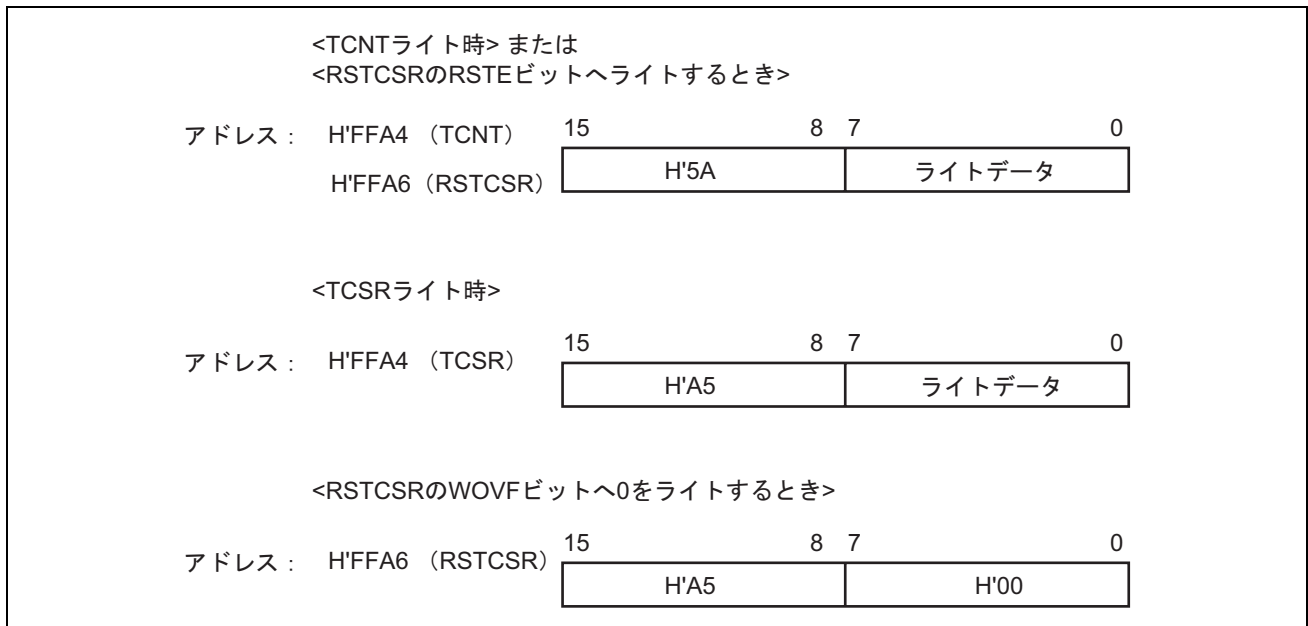 <TCNTライト時> または
<RSTCSRのRSTEビットへライトするとき>
アドレス : H'FFA4 (TCNT) 15 8 7 0
H'FFA6 (RSTCSR) H'5A ライトデータ
<TCSRライト時>
アドレス : H'FFA4 (TCSR) 15 8 7 0
H'A5 ライトデータ
<RSTCSRのWOVFビットへ0をライトするとき>
アドレス : H'FFA6 (RSTCSR) 15 8 7 0
H'A5 H'00